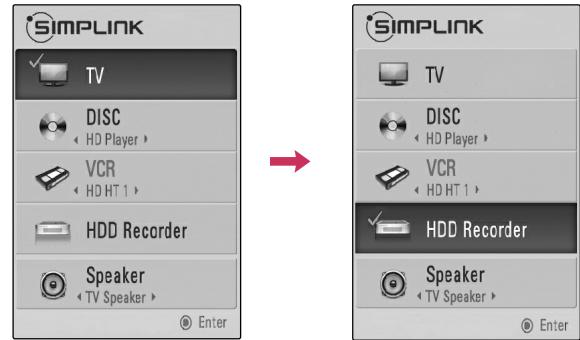 SIMPLINK
TV
DISC
HD Player
VCR
HD HT 1
HDD Recorder
Speaker
TV Speaker
Enter
SIMPLINK
TV
DISC
HD Player
VCR
HD HT 1
HDD Recorder
Speaker
TV Speaker
Enter